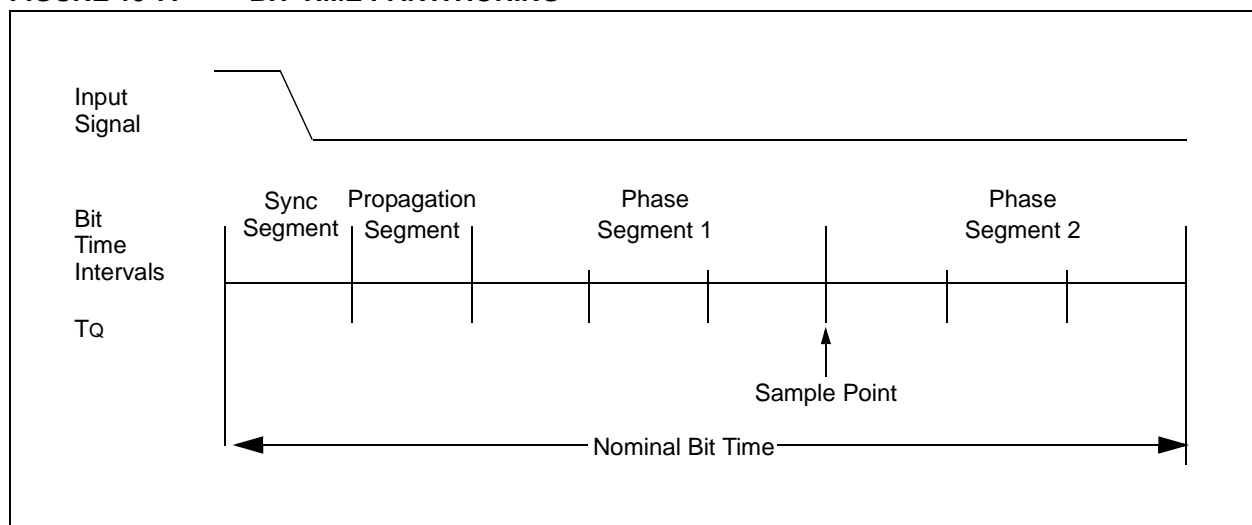 Input
Signal
Sync
Segment
Propagation
Segment
Phase
Segment 1
Phase
Segment 2
Bit
Time
Intervals
TQ
Sample Point
Nominal Bit Time